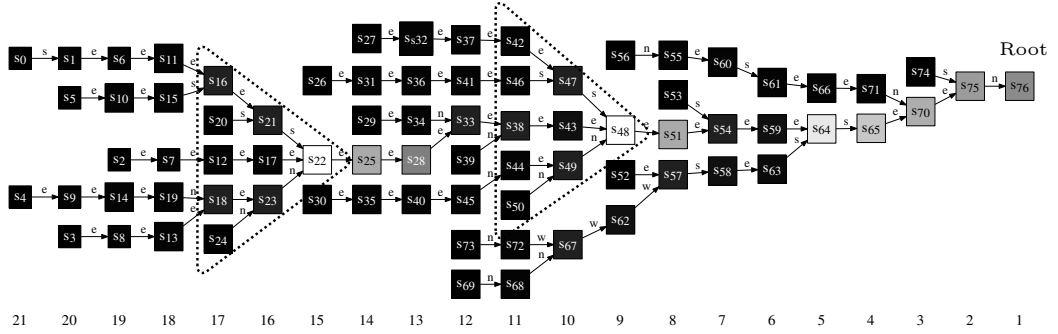 s27 e ss32 e s37 e s42 e
Root
s0 s s1 e s6 e s11 e
s56 n s55 e s60 s
s74 e
s16 e
s26 e s31 e s36 e s41 e s46 s s47 s
s61 e s66 e s71 n
s75 n s76
s5 e s10 e s15 s
s53 s
s70 e
s20 s s21 s
s29 e s34 n s33 e s38 e s43 e s48 e s51 e s54 e s59 e s64 s s65 e
s2 e s7 e s12 e s17 e s22 e s25 e s28 e
s39 n
s44 e s49 n
s52 e s57 s s58 e s63 s
s4 e s9 e s14 e s19 n s18 e s23 n
s30 e s35 e s40 e s45 n
s50 n
s62 w
s3 e s8 e s13 e
s24 n
s73 n s72 w s67 w
s69 n s68 n
21 20 19 18 17 16 15 14 13 12 11 10 9 8 7 6 5 4 3 2 1